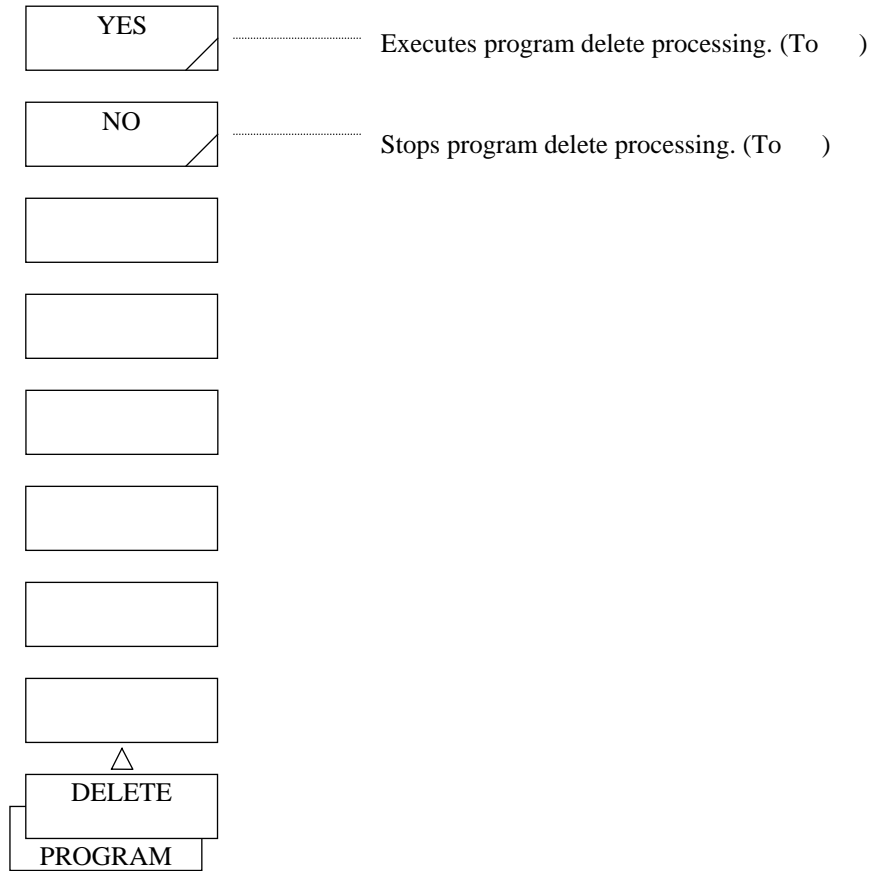 YES
Executes program delete processing. (To )
NO
Stops program delete processing. (To )
DELETE
PROGRAM